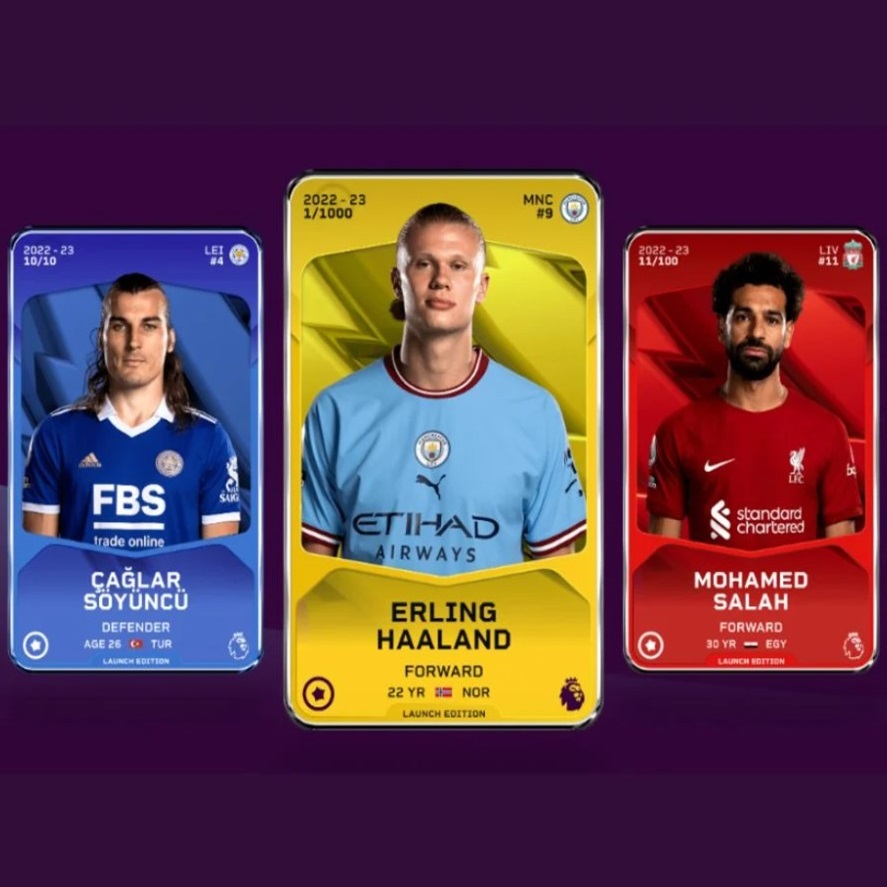 2022 - 23
10/10
LEI
#4
FBS
trade online
ÇAĞLAR
SÖYÜNCÜ
DEFENDER
AGE 26 TUR
LAUNCH EDITION
2022 - 23
1/1000
MNC
#9
ETIHAD
AIRWAYS
ERLING
HAALAND
FORWARD
22 YR NOR
LAUNCH EDITION
2022 - 23
11/100
LIV
#11
L.F.C.
standard
chartered
MOHAMED
SALAH
FORWARD
30 YR EGY
LAUNCH EDITION